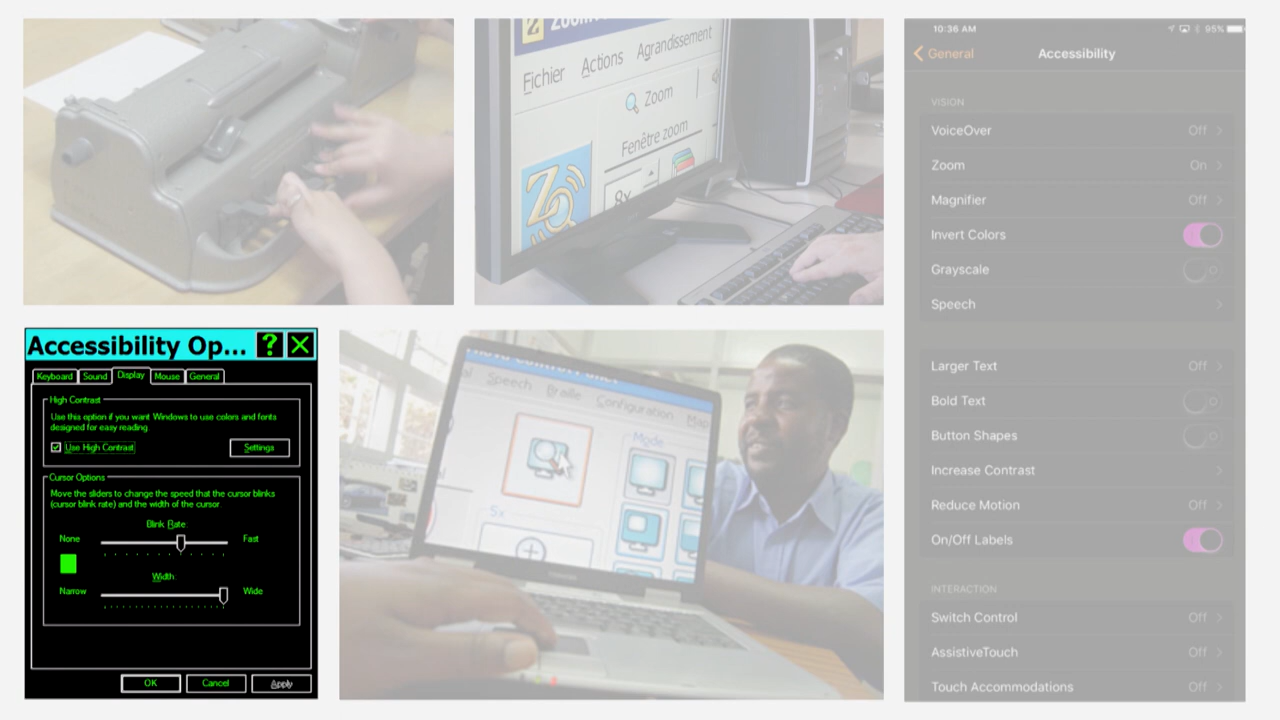 Zoom
Fichier Actions Agrandissement
Zoom
Fenêtre zoom
8x
10:36 AM 95%
General Accessibility
VISION
VoiceOver Off
Zoom On
Magnifier Off
Invert Colors
Grayscale
Speech
Larger Text Off
Bold Text
Button Shapes
Increase Contrast
Reduce Motion Off
On/Off Labels
INTERACTION
Switch Control Off
AssistiveTouch Off
Touch Accommodations Off
Accessibility Op... ?
Keyboard Sound Display Mouse General
High Contrast
Use this option if you want Windows to use colors and fonts
designed for easy reading
Use High Contrast Settings
Cursor Options
Move the sliders to change the speed that the cursor blinks
(cursor blink rate) and the width of the cursor
Blink Rate
None Fast
Width
Narrow Wide
OK Cancel Apply
Speech Braille Configuration
Mode
5x